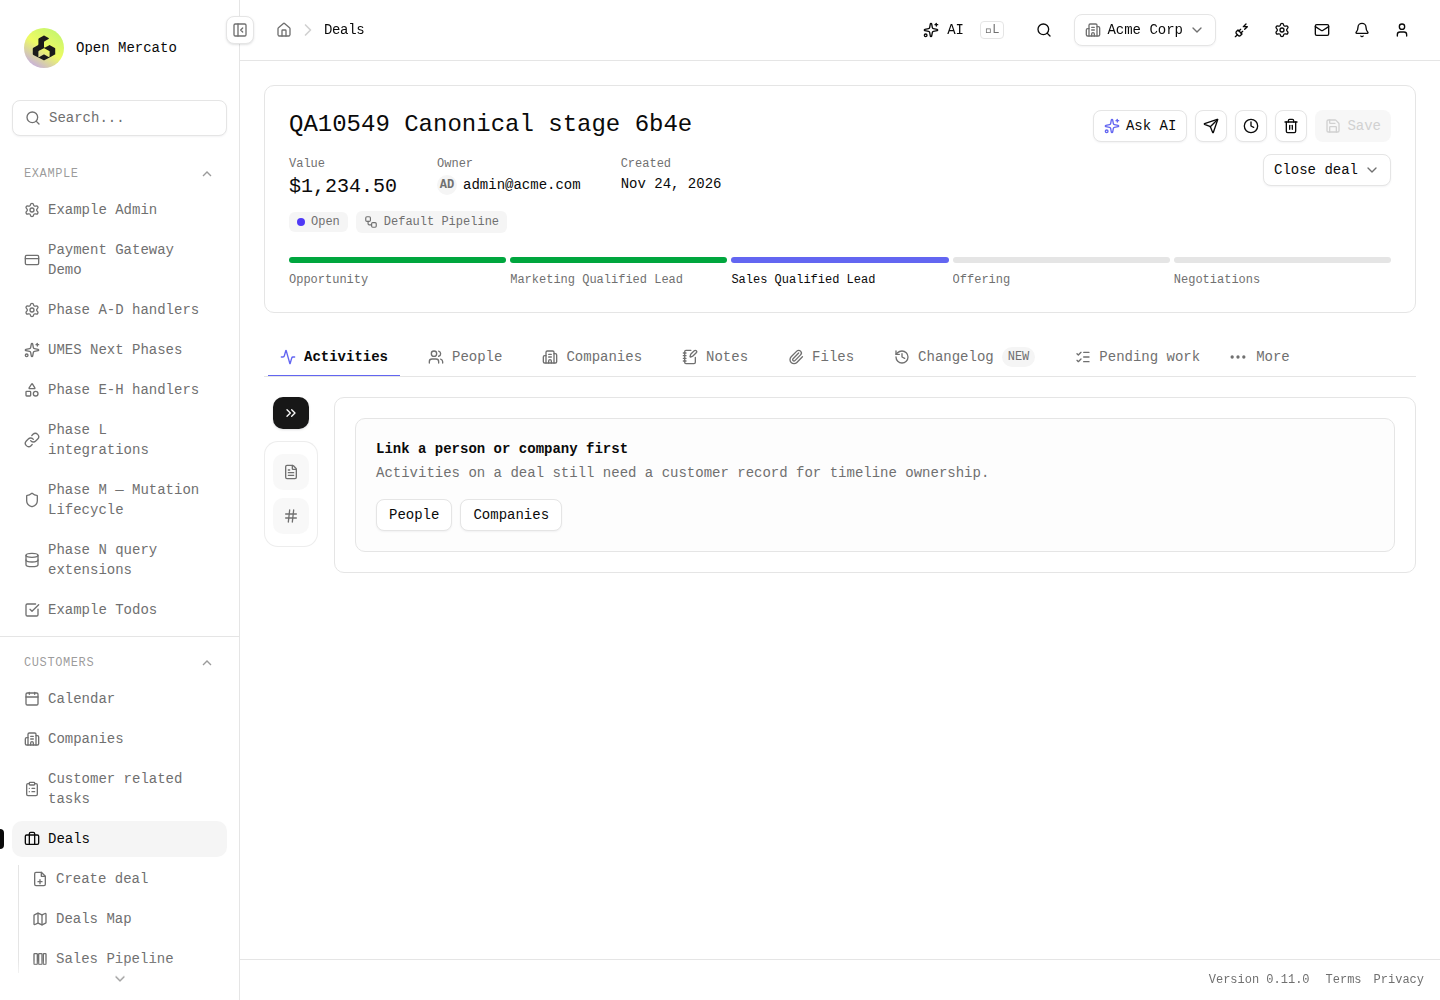 Open Mercato
Deals
AI
L
Acme Corp
Search...
EXAMPLE
Example Admin
Payment Gateway
Demo
Phase A-D handlers
UMES Next Phases
Phase E-H handlers
Phase L
integrations
Phase M — Mutation
Lifecycle
Phase N query
extensions
Example Todos
CUSTOMERS
Calendar
Companies
Customer related
tasks
Deals
Create deal
Deals Map
Sales Pipeline
QA10549 Canonical stage 6b4e
Ask AI
Save
Value
$1,234.50
Owner
AD admin@acme.com
Created
Nov 24, 2026
Close deal
Open
Default Pipeline
Opportunity
Marketing Qualified Lead
Sales Qualified Lead
Offering
Negotiations
Activities
People
Companies
Notes
Files
Changelog NEW
Pending work
More
Link a person or company first
Activities on a deal still need a customer record for timeline ownership.
People
Companies
Version 0.11.0
Terms
Privacy